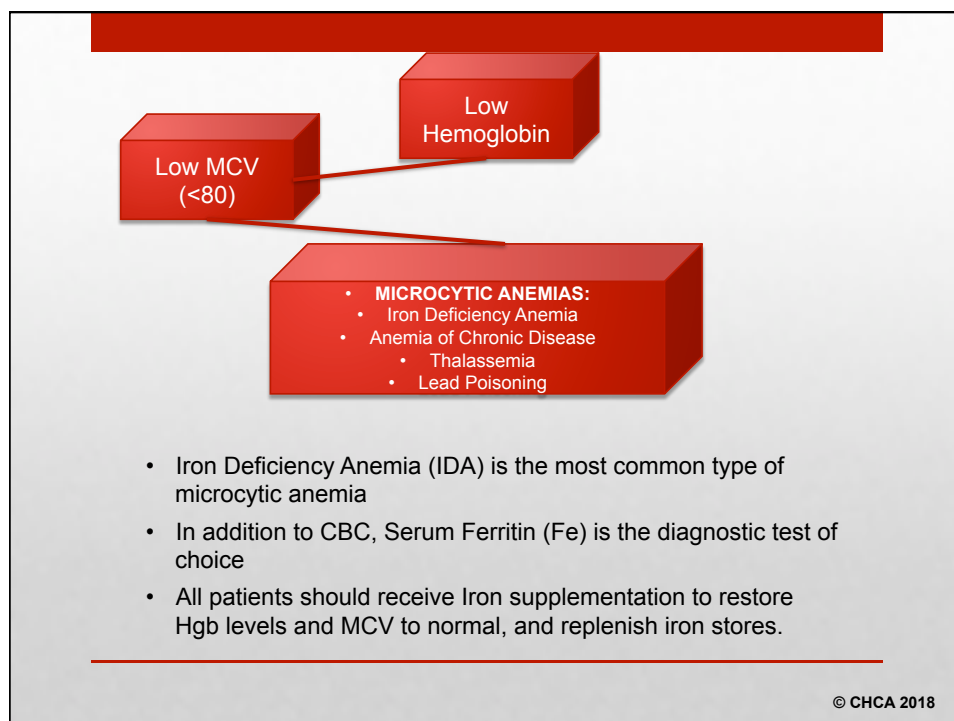 Low
Hemoglobin
Low MCV
(<80)
• MICROCYTIC ANEMIAS:
• Iron Deficiency Anemia
• Anemia of Chronic Disease
• Thalassemia
• Lead Poisoning
• Iron Deficiency Anemia (IDA) is the most common type of
microcytic anemia
• In addition to CBC, Serum Ferritin (Fe) is the diagnostic test of
choice
• All patients should receive Iron supplementation to restore
Hgb levels and MCV to normal, and replenish iron stores.
© CHCA 2018